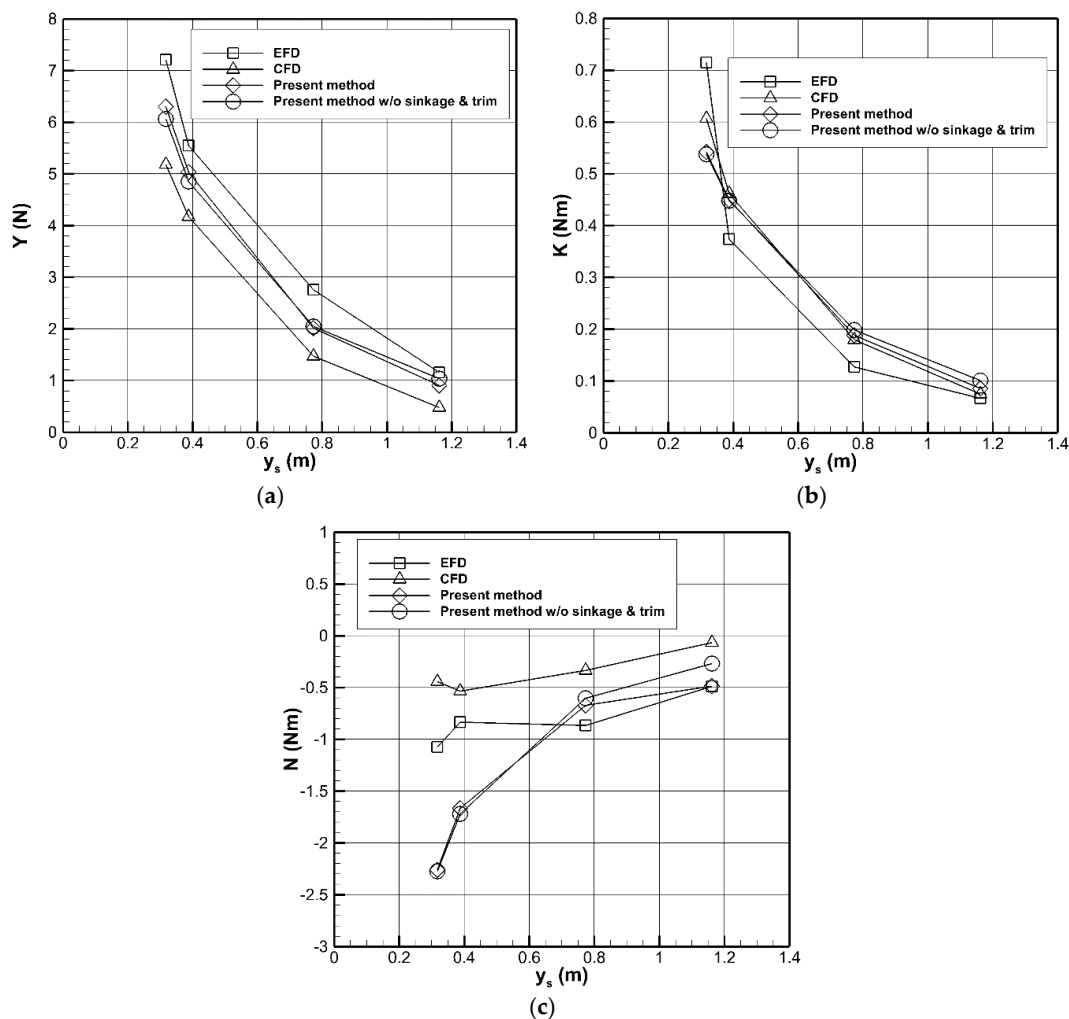 8
7
6
5
4
3
2
1
0
Y (N)
EFD
CFD
Present method
Present method w/o sinkage & trim
0 0.2 0.4 0.6 0.8 1 1.2 1.4
y_s (m)
(a)
0.8
0.7
0.6
0.5
0.4
0.3
0.2
0.1
0
K (Nm)
EFD
CFD
Present method
Present method w/o sinkage & trim
0 0.2 0.4 0.6 0.8 1 1.2 1.4
y_s (m)
(b)
1
0.5
0
-0.5
-1
-1.5
-2
-2.5
-3
N (Nm)
EFD
CFD
Present method
Present method w/o sinkage & trim
0 0.2 0.4 0.6 0.8 1 1.2 1.4
y_s (m)
(c)